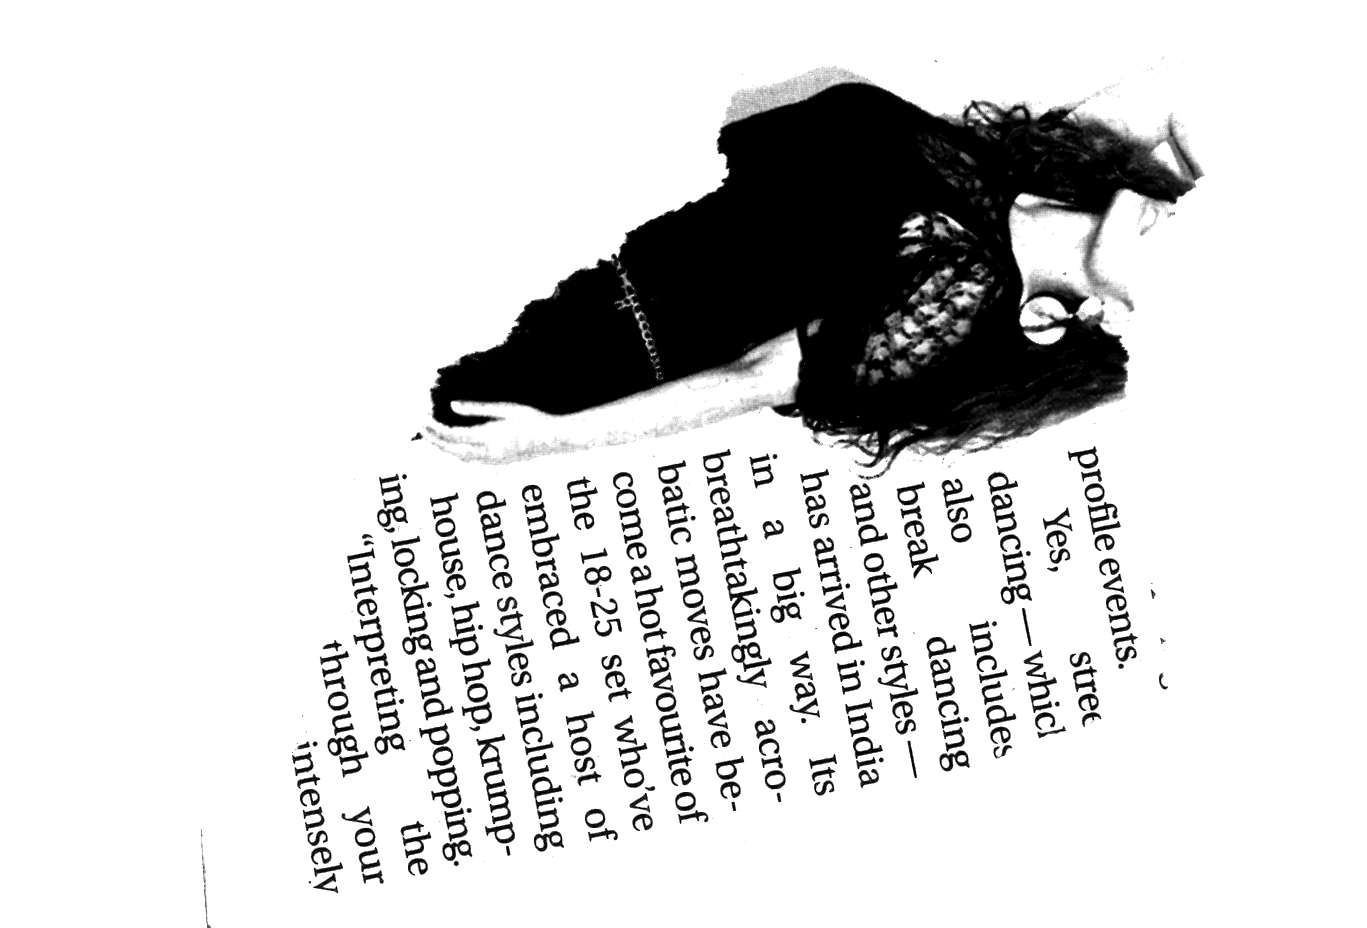 profile events.
Yes,
dancing — which
also includes
break dancing
and other styles —
has arrived in India
in a big way. Its
breathtakingly acro-
batic moves have be-
come a hot favourite of
the 18-25 set who've
embraced a host of
dance styles including
house, hip hop, krump-
ing, locking and popping.
"Interpreting the
through your
intensely